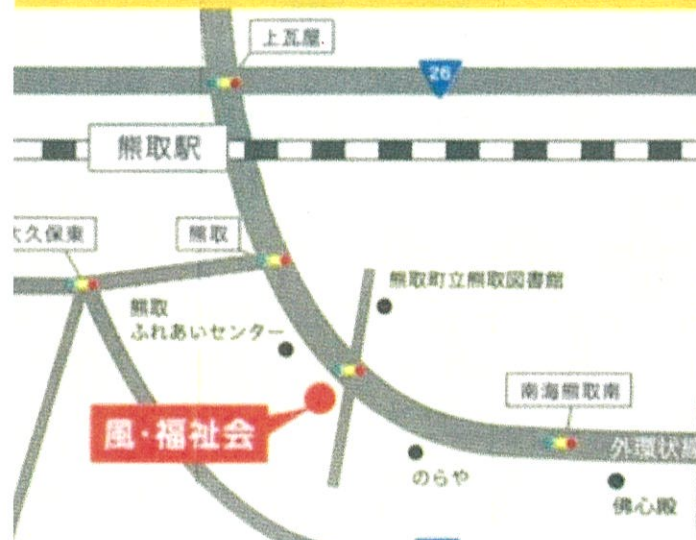 上瓦屋
26
熊取駅
大久保東
熊取
熊取町立熊取図書館
熊取
ふれあいセンター
南海熊取南
風・福祉会
外環状線
のらや
佛心殿